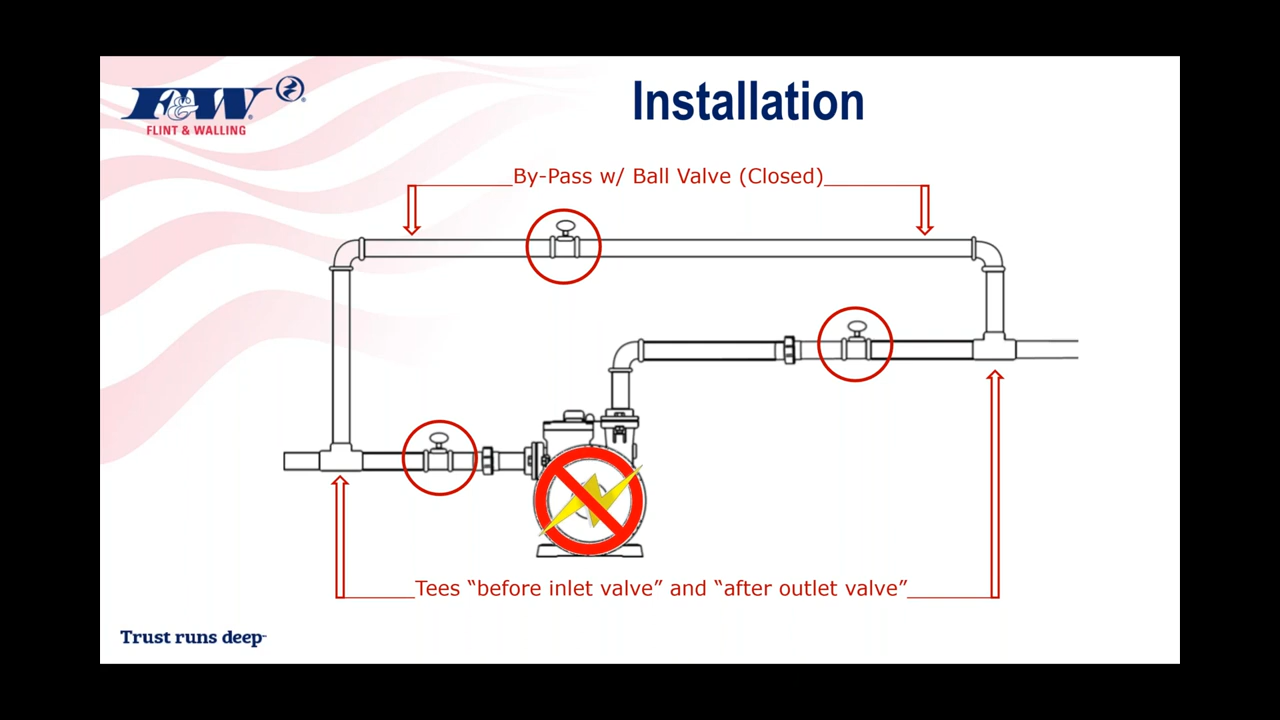 F&W
FLINT & WALLING
Installation
By-Pass w/ Ball Valve (Closed)
Tees “before inlet valve” and “after outlet valve”
Trust runs deep